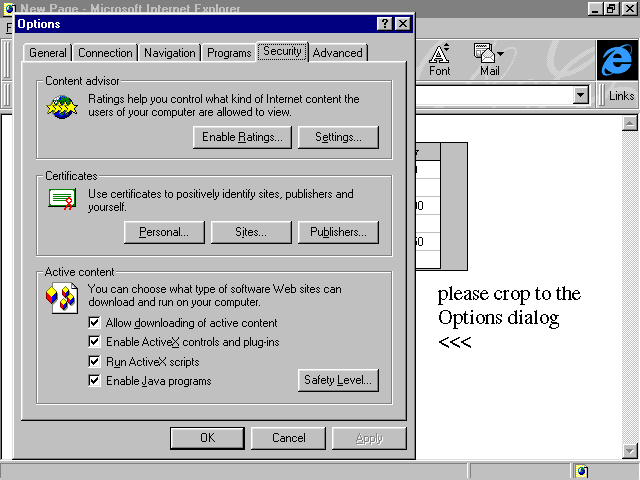 New Page - Microsoft Internet Explorer
Options
General Connection Navigation Programs Security Advanced
Font Mail
Links
Content advisor
Ratings help you control what kind of Internet content the
users of your computer are allowed to view.
Enable Ratings... Settings...
Certificates
Use certificates to positively identify sites, publishers and
yourself.
Personal... Sites... Publishers...
Active content
You can choose what type of software Web sites can
download and run on your computer.
Allow downloading of active content
Enable ActiveX controls and plug-ins
Run ActiveX scripts
Enable Java programs
Safety Level...
OK Cancel Apply
please crop to the
Options dialog
<<<